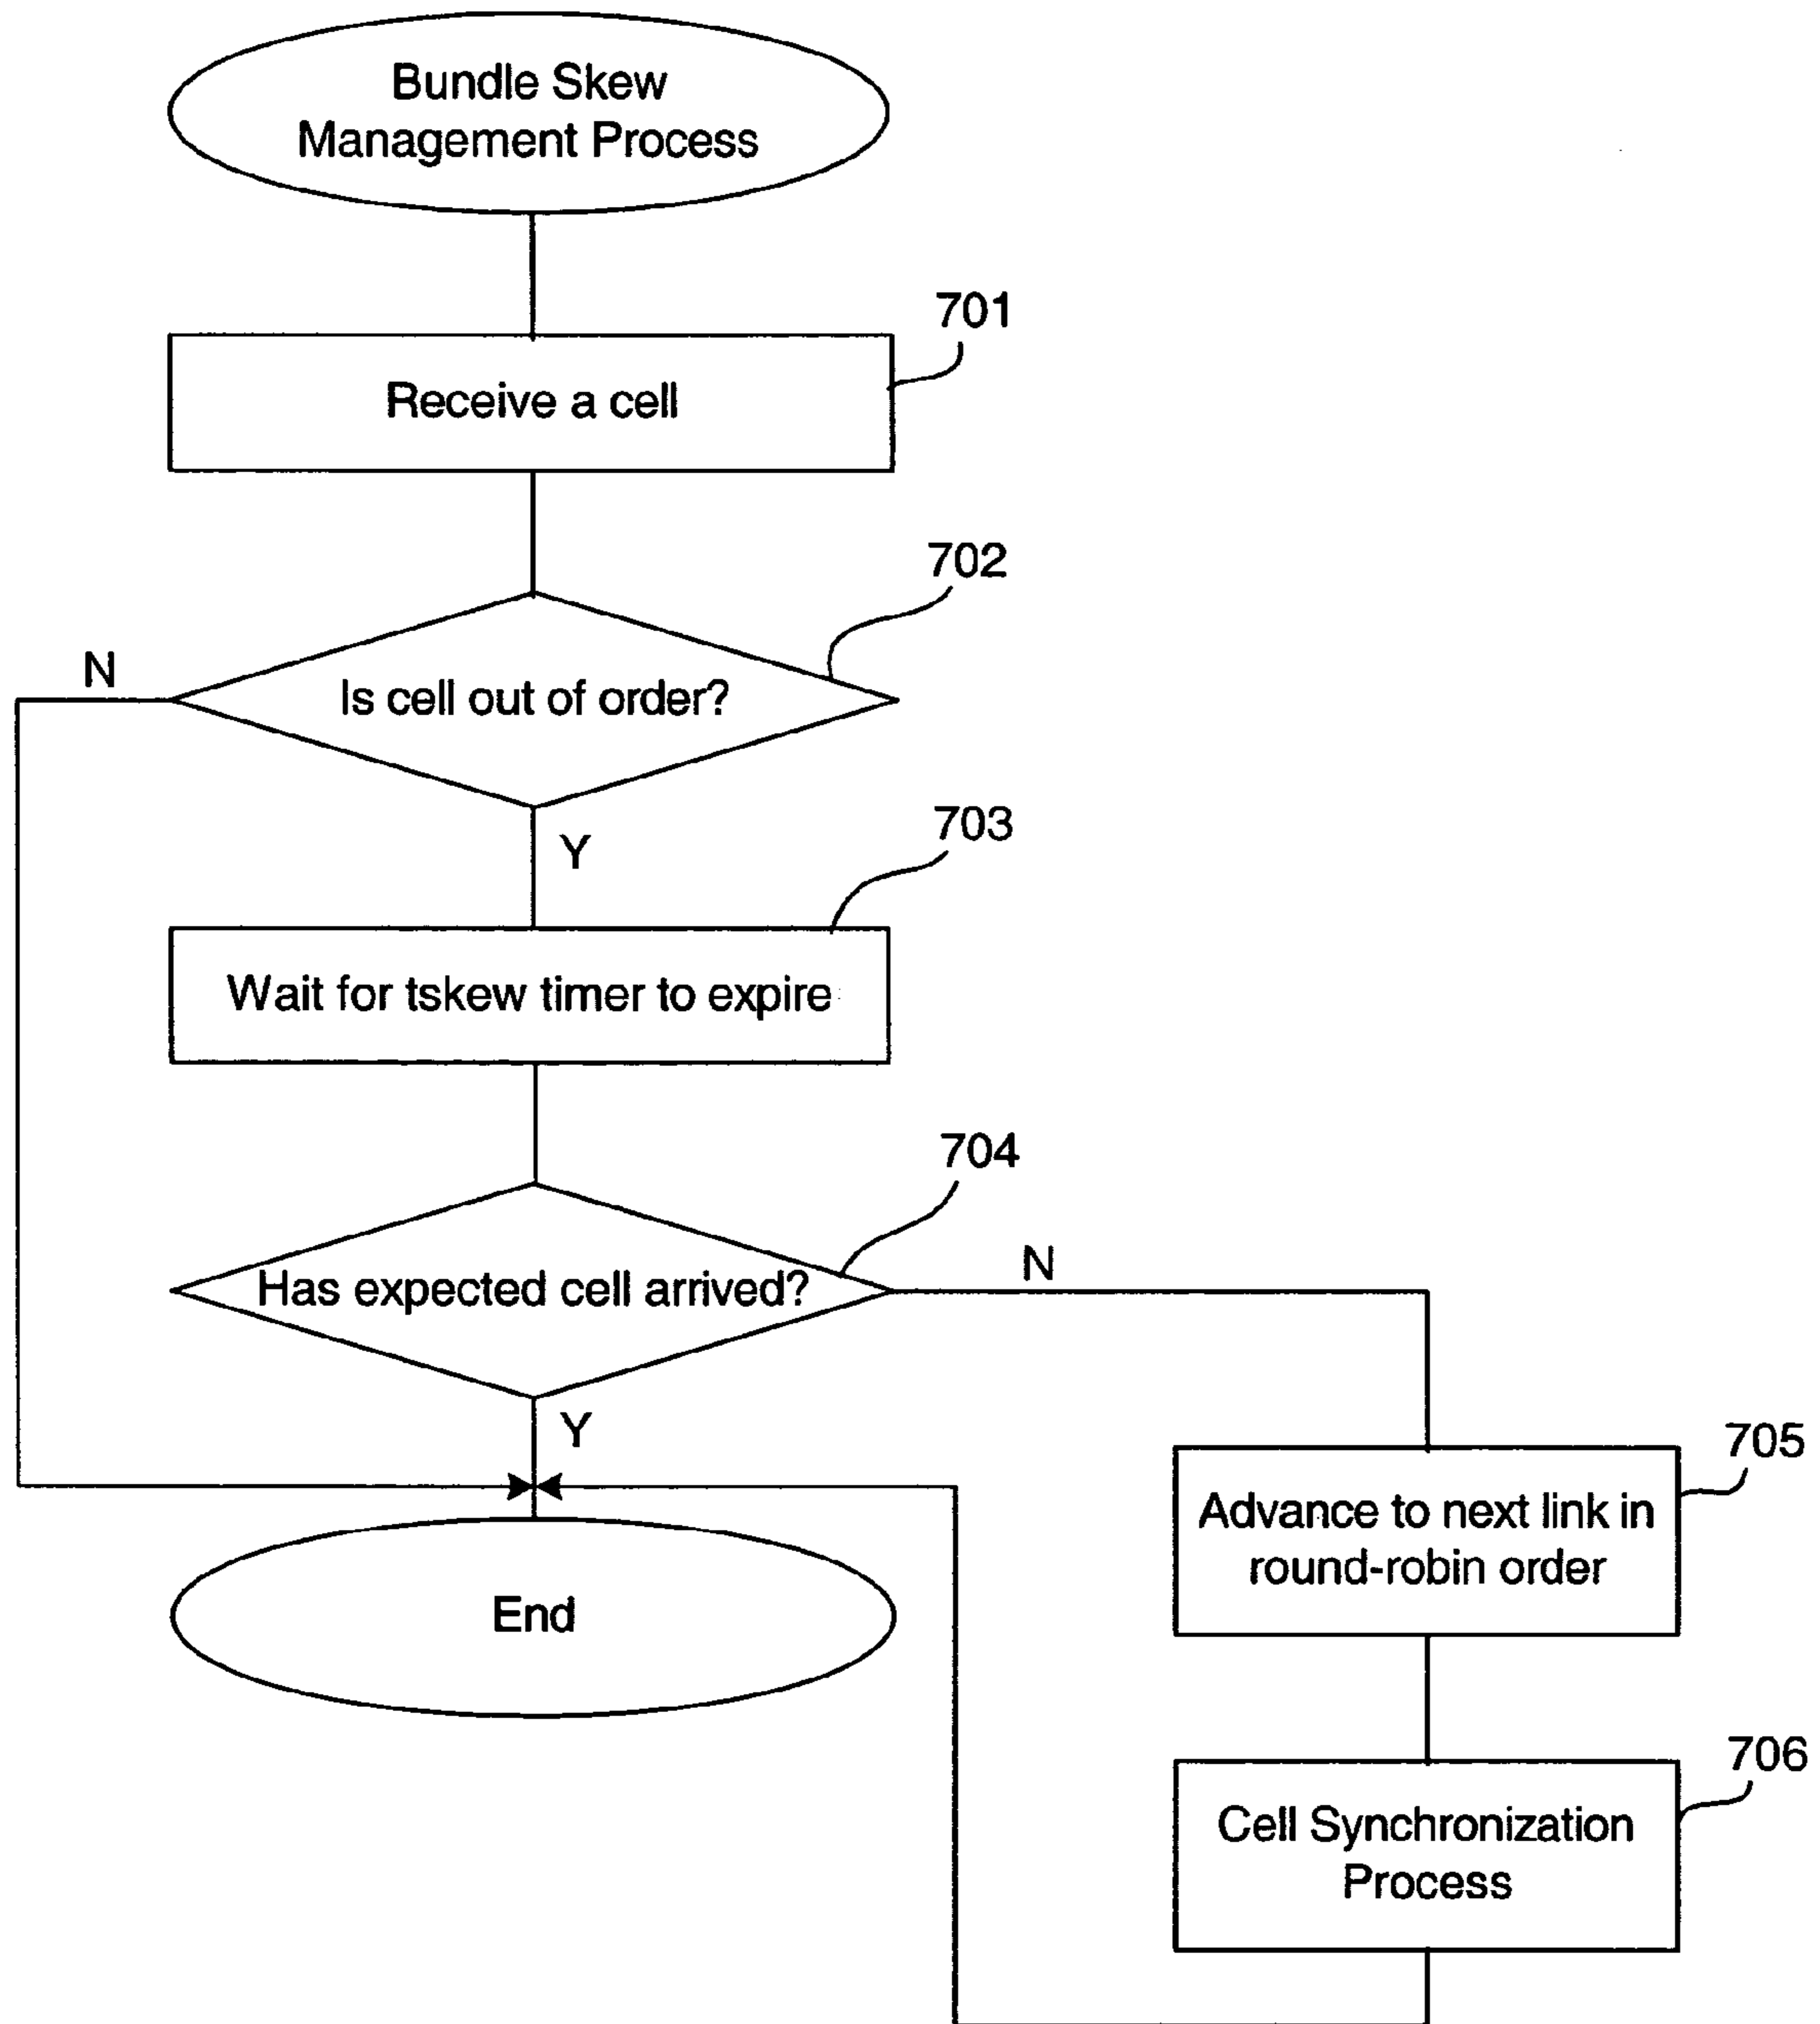 Bundle Skew
Management Process
701
Receive a cell
702
N
Is cell out of order?
Y
703
Wait for tskew timer to expire
704
Has expected cell arrived?
N
Y
705
Advance to next link in
round-robin order
End
706
Cell Synchronization
Process